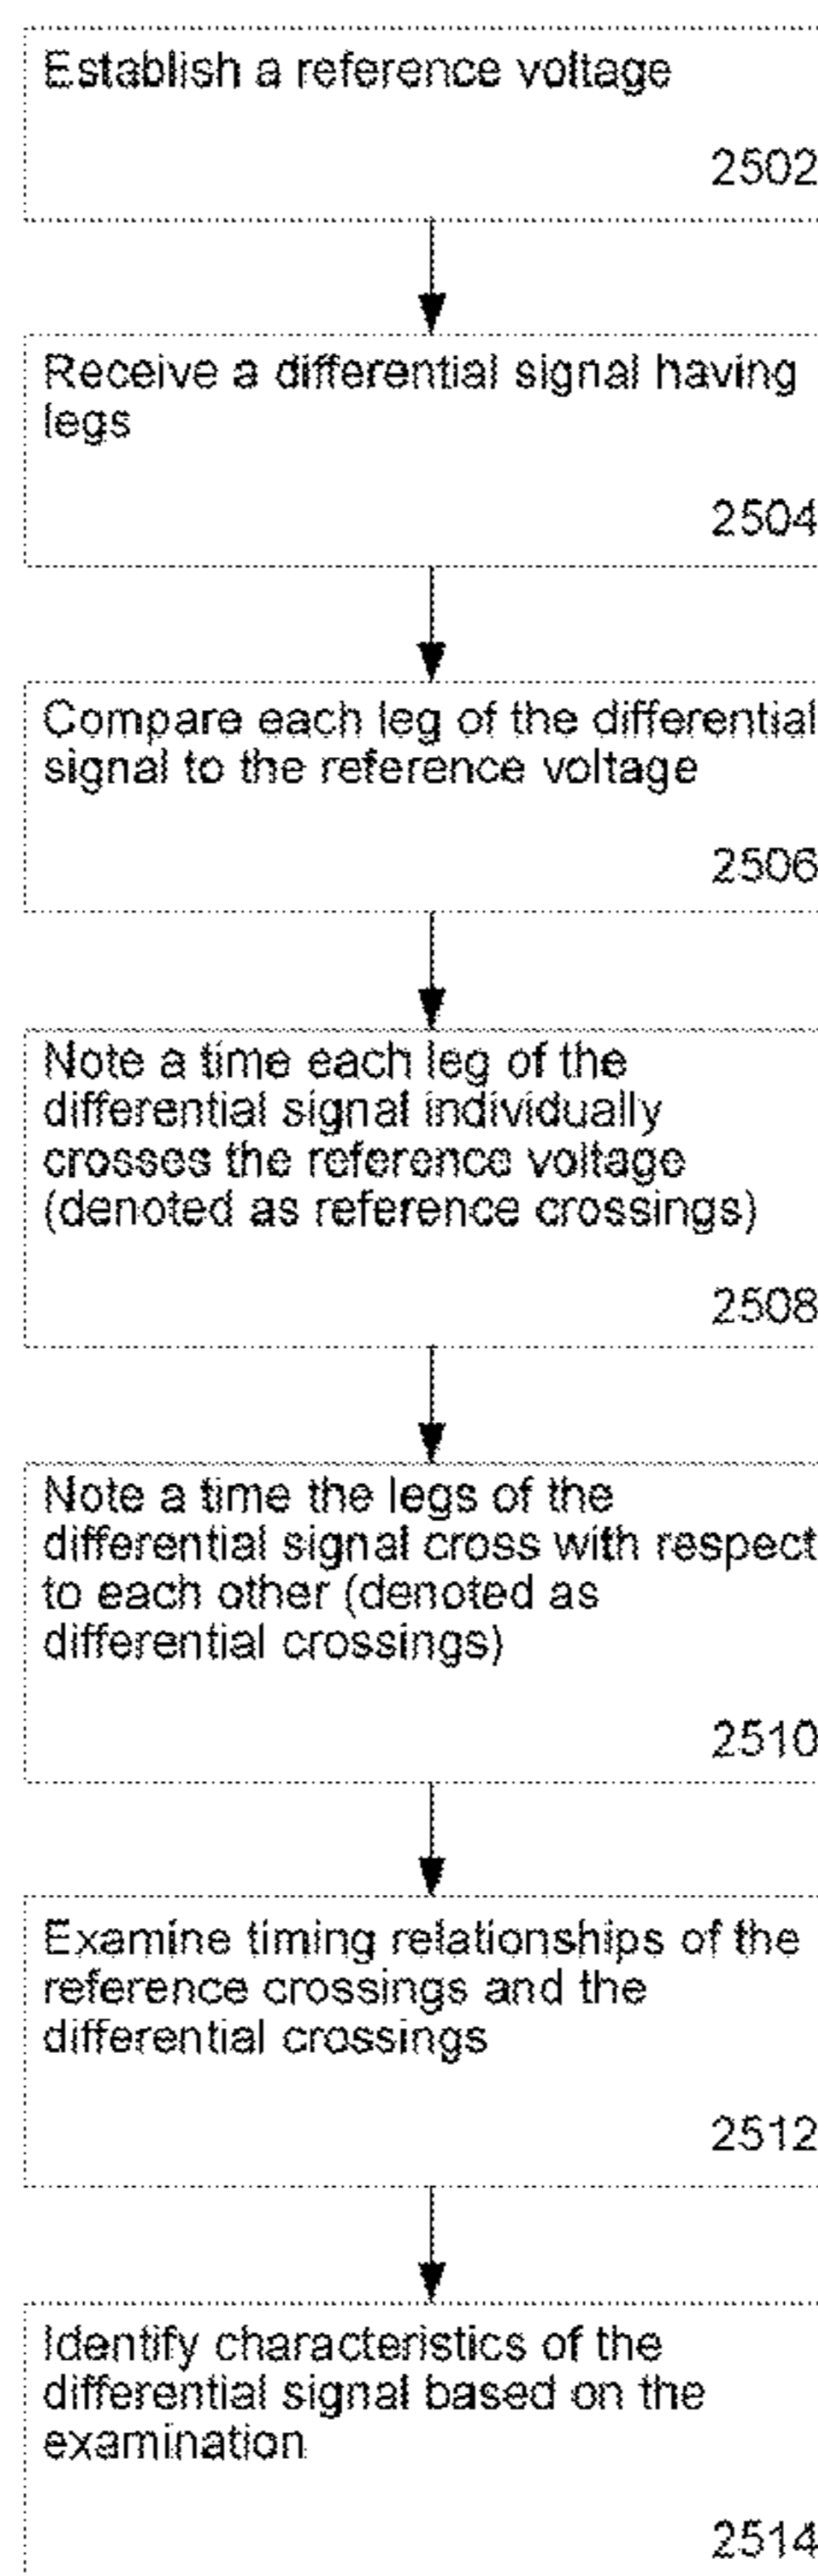 Establish a reference voltage
2502
Receive a differential signal having
legs
2504
Compare each leg of the differential
signal to the reference voltage
2506
Note a time each leg of the
differential signal individually
crosses the reference voltage
(denoted as reference crossings)
2508
Note a time the legs of the
differential signal cross with respect
to each other (denoted as
differential crossings)
2510
Examine timing relationships of the
reference crossings and the
differential crossings
2512
Identify characteristics of the
differential signal based on the
examination
2514